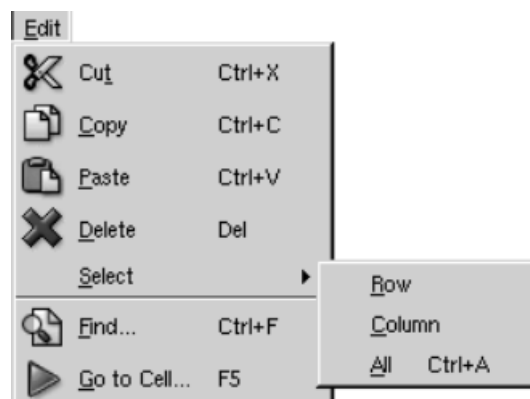 Edit
Cut Ctrl+X
Copy Ctrl+C
Paste Ctrl+V
Delete Del
Select
Row
Column
All Ctrl+A
Find... Ctrl+F
Go to Cell... F5